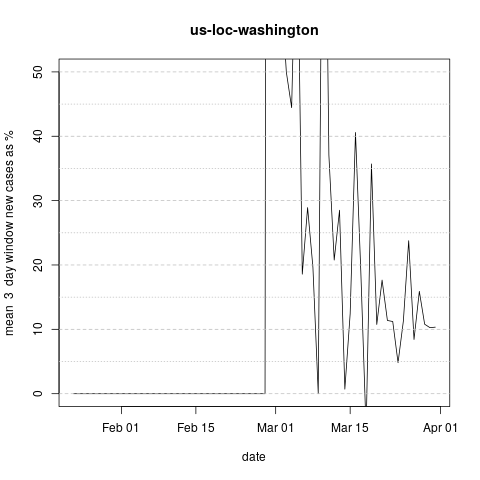 us-loc-washington
mean 3 day window new cases as %
50
40
30
20
10
0
Feb 01 Feb 15 Mar 01 Mar 15 Apr 01
date